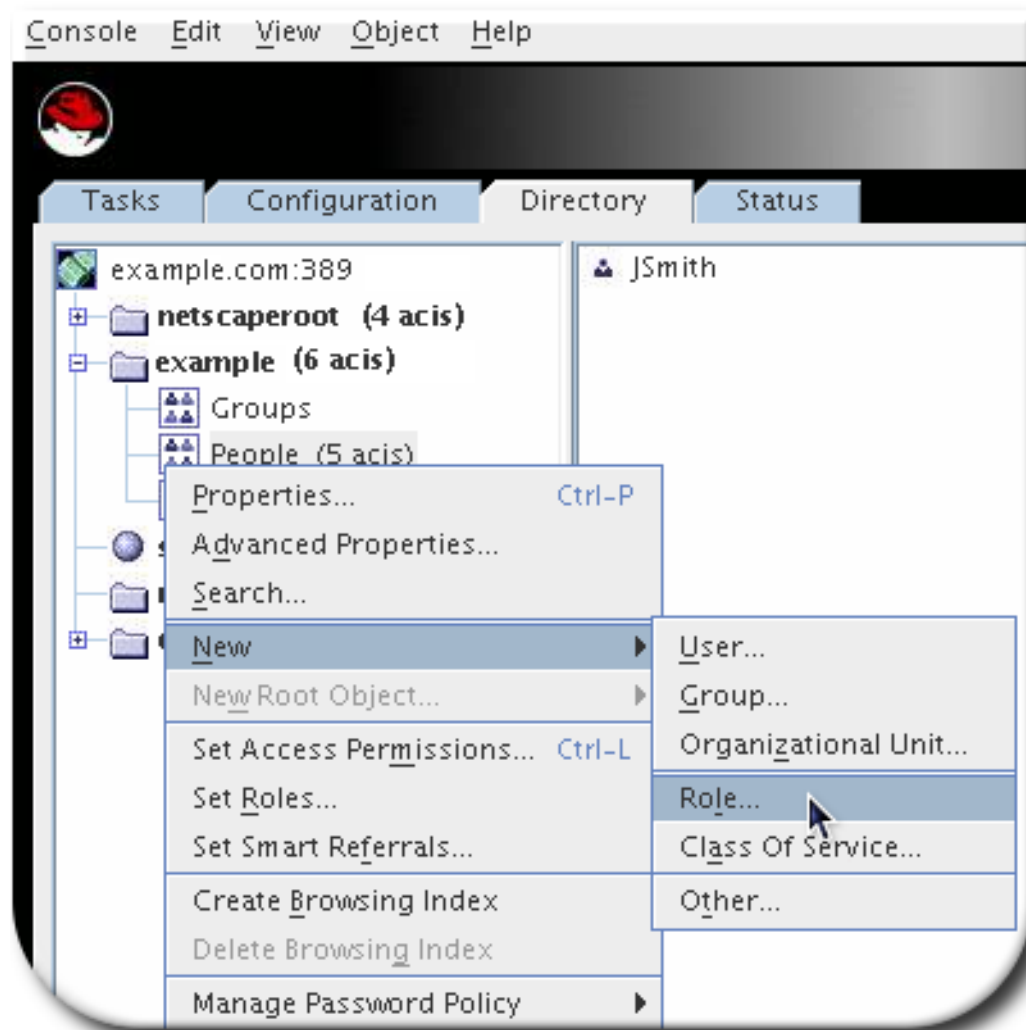 Console Edit View Object Help
Tasks Configuration Directory Status
example.com:389
netscaperoot (4 acis)
example (6 acis)
Groups
People (5 acis)
JSmith
Properties... Ctrl-P
Advanced Properties...
Search...
New
New Root Object...
Set Access Permissions... Ctrl-L
Set Roles...
Set Smart Referrals...
Create Browsing Index
Delete Browsing Index
Manage Password Policy
User...
Group...
Organizational Unit...
Role...
Class Of Service...
Other...